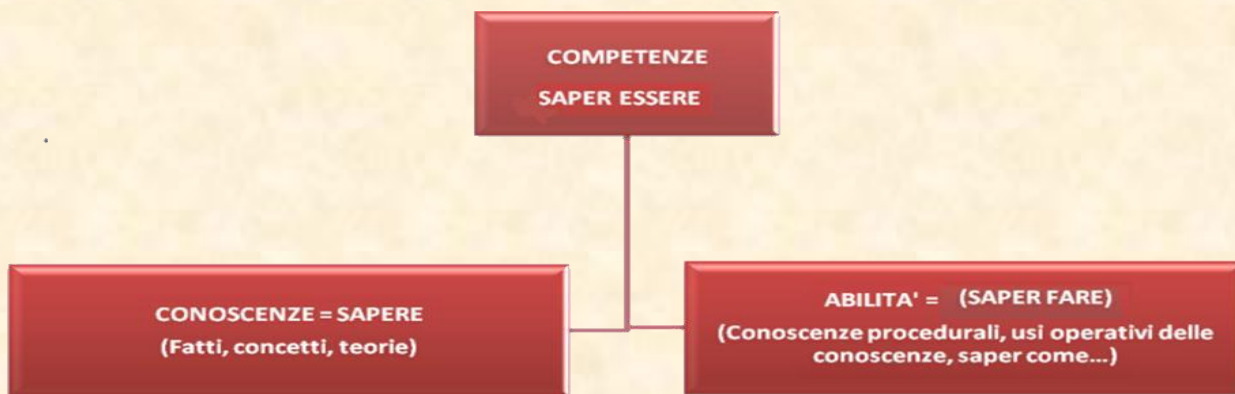 COMPETENZE
SAPER ESSERE
CONOSCENZE = SAPERE
(Fatti, concetti, teorie)
ABILITA' = (SAPER FARE)
(Conoscenze procedurali, usi operativi delle
conoscenze, saper come...)